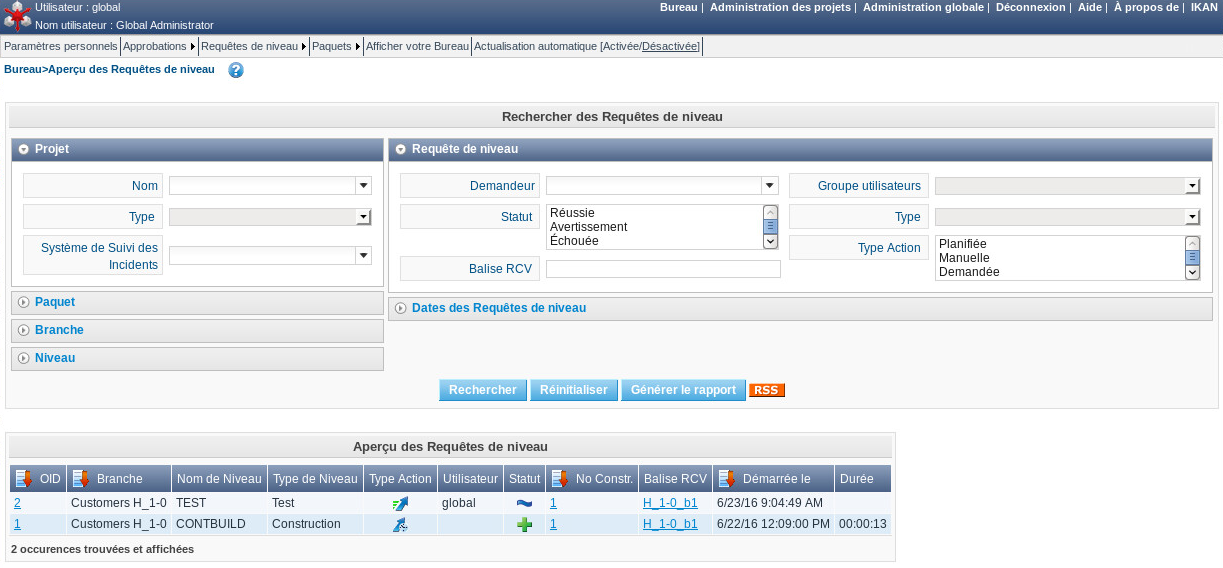 Utilisateur : global
Bureau | Administration des projets | Administration globale | Déconnexion | Aide | À propos de | IKAN
Nom utilisateur : Global Administrator
Paramètres personnels Approbations Requêtes de niveau Paquets Afficher votre Bureau Actualisation automatique [Activée/Désactivée]
Bureau>Aperçu des Requêtes de niveau ?
Rechercher des Requêtes de niveau
Projet
Nom
Type
Système de Suivi des
Incidents
Paquet
Branche
Niveau
Requête de niveau
Demandeur
Statut
Réussie
Avertissement
Échouée
Balise RCV
Groupe utilisateurs
Type
Type Action
Planifiée
Manuelle
Demandée
Dates des Requêtes de niveau
Rechercher Réinitialiser Générer le rapport RSS
Aperçu des Requêtes de niveau
OID Branche Nom de Niveau Type de Niveau Type Action Utilisateur Statut No Constr. Balise RCV Démarrée le Durée
2 Customers H_1-0 TEST Test global 1 H_1-0_b1 6/23/16 9:04:49 AM
1 Customers H_1-0 CONTBUILD Construction 1 H_1-0_b1 6/22/16 12:09:00 PM 00:00:13
2 occurences trouvées et affichées